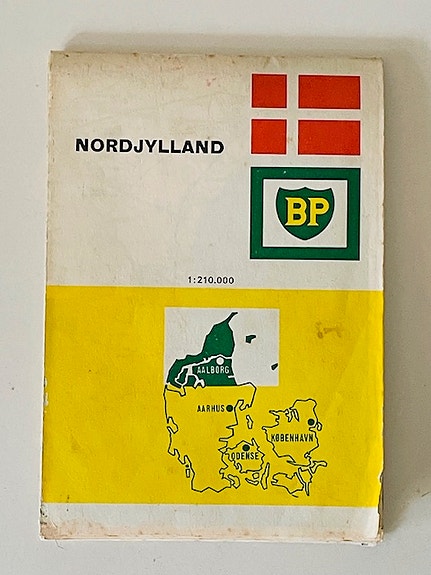 NORDJYLLAND
BP
1:210.000
AALBORG
AARHUS
KØBENHAVN
ODENSE